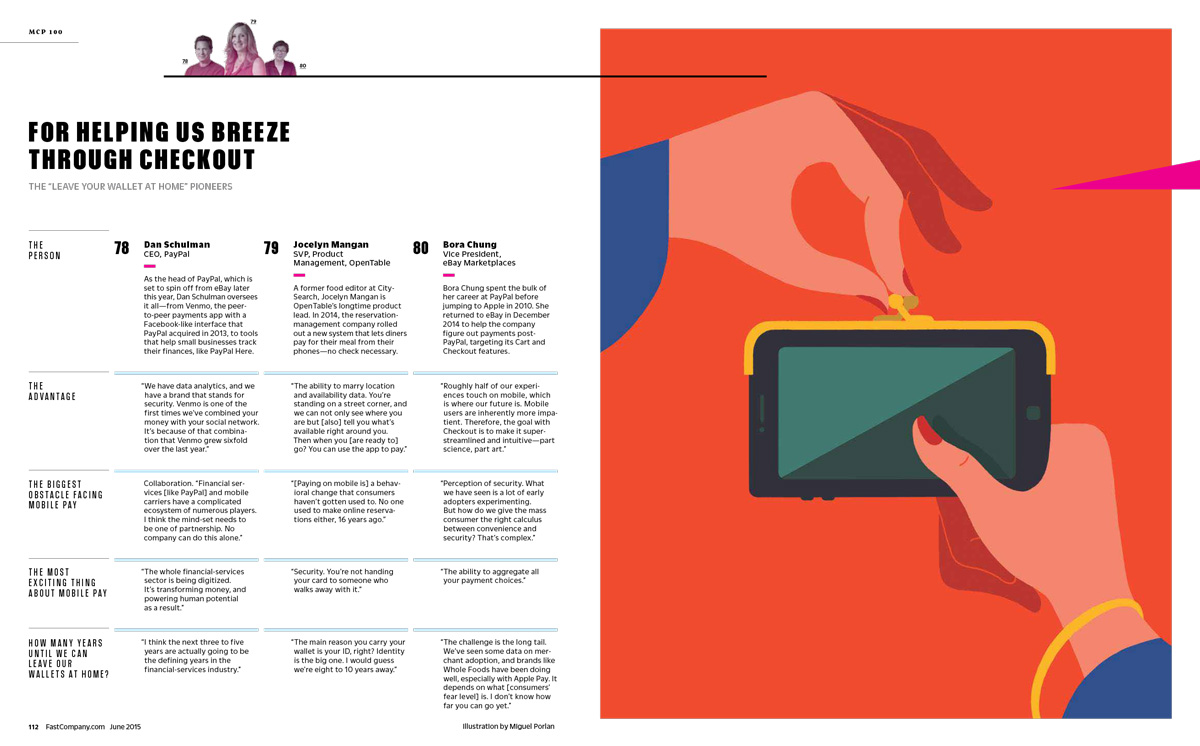 MCP 100
79
78
80
FOR HELPING US BREEZE
THROUGH CHECKOUT
THE "LEAVE YOUR WALLET AT HOME" PIONEERS
THE
PERSON
78
Dan Schulman
CEO, PayPal
As the head of PayPal, which is
set to spin off from eBay later
this year, Dan Schulman oversees
it all—from Venmo, the peer-
to-peer payments app with a
Facebook-like interface that
PayPal acquired in 2013, to tools
that help small businesses track
their finances, like PayPal Here.
79
Jocelyn Mangan
SVP, Product
Management, OpenTable
A former food editor at City-
Search, Jocelyn Mangan is
OpenTable's longtime product
lead. In 2014, the reservation-
management company rolled
out a new system that lets diners
pay for their meal from their
phones—no check necessary.
80
Bora Chung
Vice President,
eBay Marketplaces
Bora Chung spent the bulk of
her career at PayPal before
jumping to Apple in 2010. She
returned to eBay in December
2014 to help the company
figure out payments post-
PayPal, targeting its Cart and
Checkout features.
THE
ADVANTAGE
"We have data analytics, and we
have a brand that stands for
security. Venmo is one of the
first times we've combined your
money with your social network.
It's because of that combina-
tion that Venmo grew sixfold
over the last year."
"The ability to marry location
and availability data. You're
standing on a street corner, and
we can not only see where you
are but [also] tell you what's
available right around you.
Then when you [are ready to]
go? You can use the app to pay."
"Roughly half of our experi-
ences touch on mobile, which
is where our future is. Mobile
users are inherently more impa-
tient. Therefore, the goal with
Checkout is to make it super-
streamlined and intuitive—part
science, part art."
THE BIGGEST
OBSTACLE FACING
MOBILE PAY
Collaboration. "Financial ser-
vices [like PayPal] and mobile
carriers have a complicated
ecosystem of numerous players.
I think the mind-set needs to
be one of partnership. No
company can do this alone."
"[Paying on mobile is] a behav-
ioral change that consumers
haven't gotten used to. No one
used to make online reserva-
tions either, 16 years ago."
"Perception of security. What
we have seen is a lot of early
adopters experimenting.
But how do we give the mass
consumer the right calculus
between convenience and
security? That's complex."
THE MOST
EXCITING THING
ABOUT MOBILE PAY
"The whole financial-services
sector is being digitized.
It's transforming money, and
powering human potential
as a result."
"Security. You're not handing
your card to someone who
walks away with it."
"The ability to aggregate all
your payment choices."
HOW MANY YEARS
UNTIL WE CAN
LEAVE OUR
WALLETS AT HOME?
"I think the next three to five
years are actually going to be
the defining years in the
financial-services industry."
"The main reason you carry your
wallet is your ID, right? Identity
is the big one. I would guess
we're eight to 10 years away."
"The challenge is the long tail.
We've seen some data on mer-
chant adoption, and brands like
Whole Foods have been doing
well, especially with Apple Pay. It
depends on what [consumers'
fear level] is. I don't know how
far you can go yet."
112 FastCompany.com June 2015
Illustration by Miguel Porlan